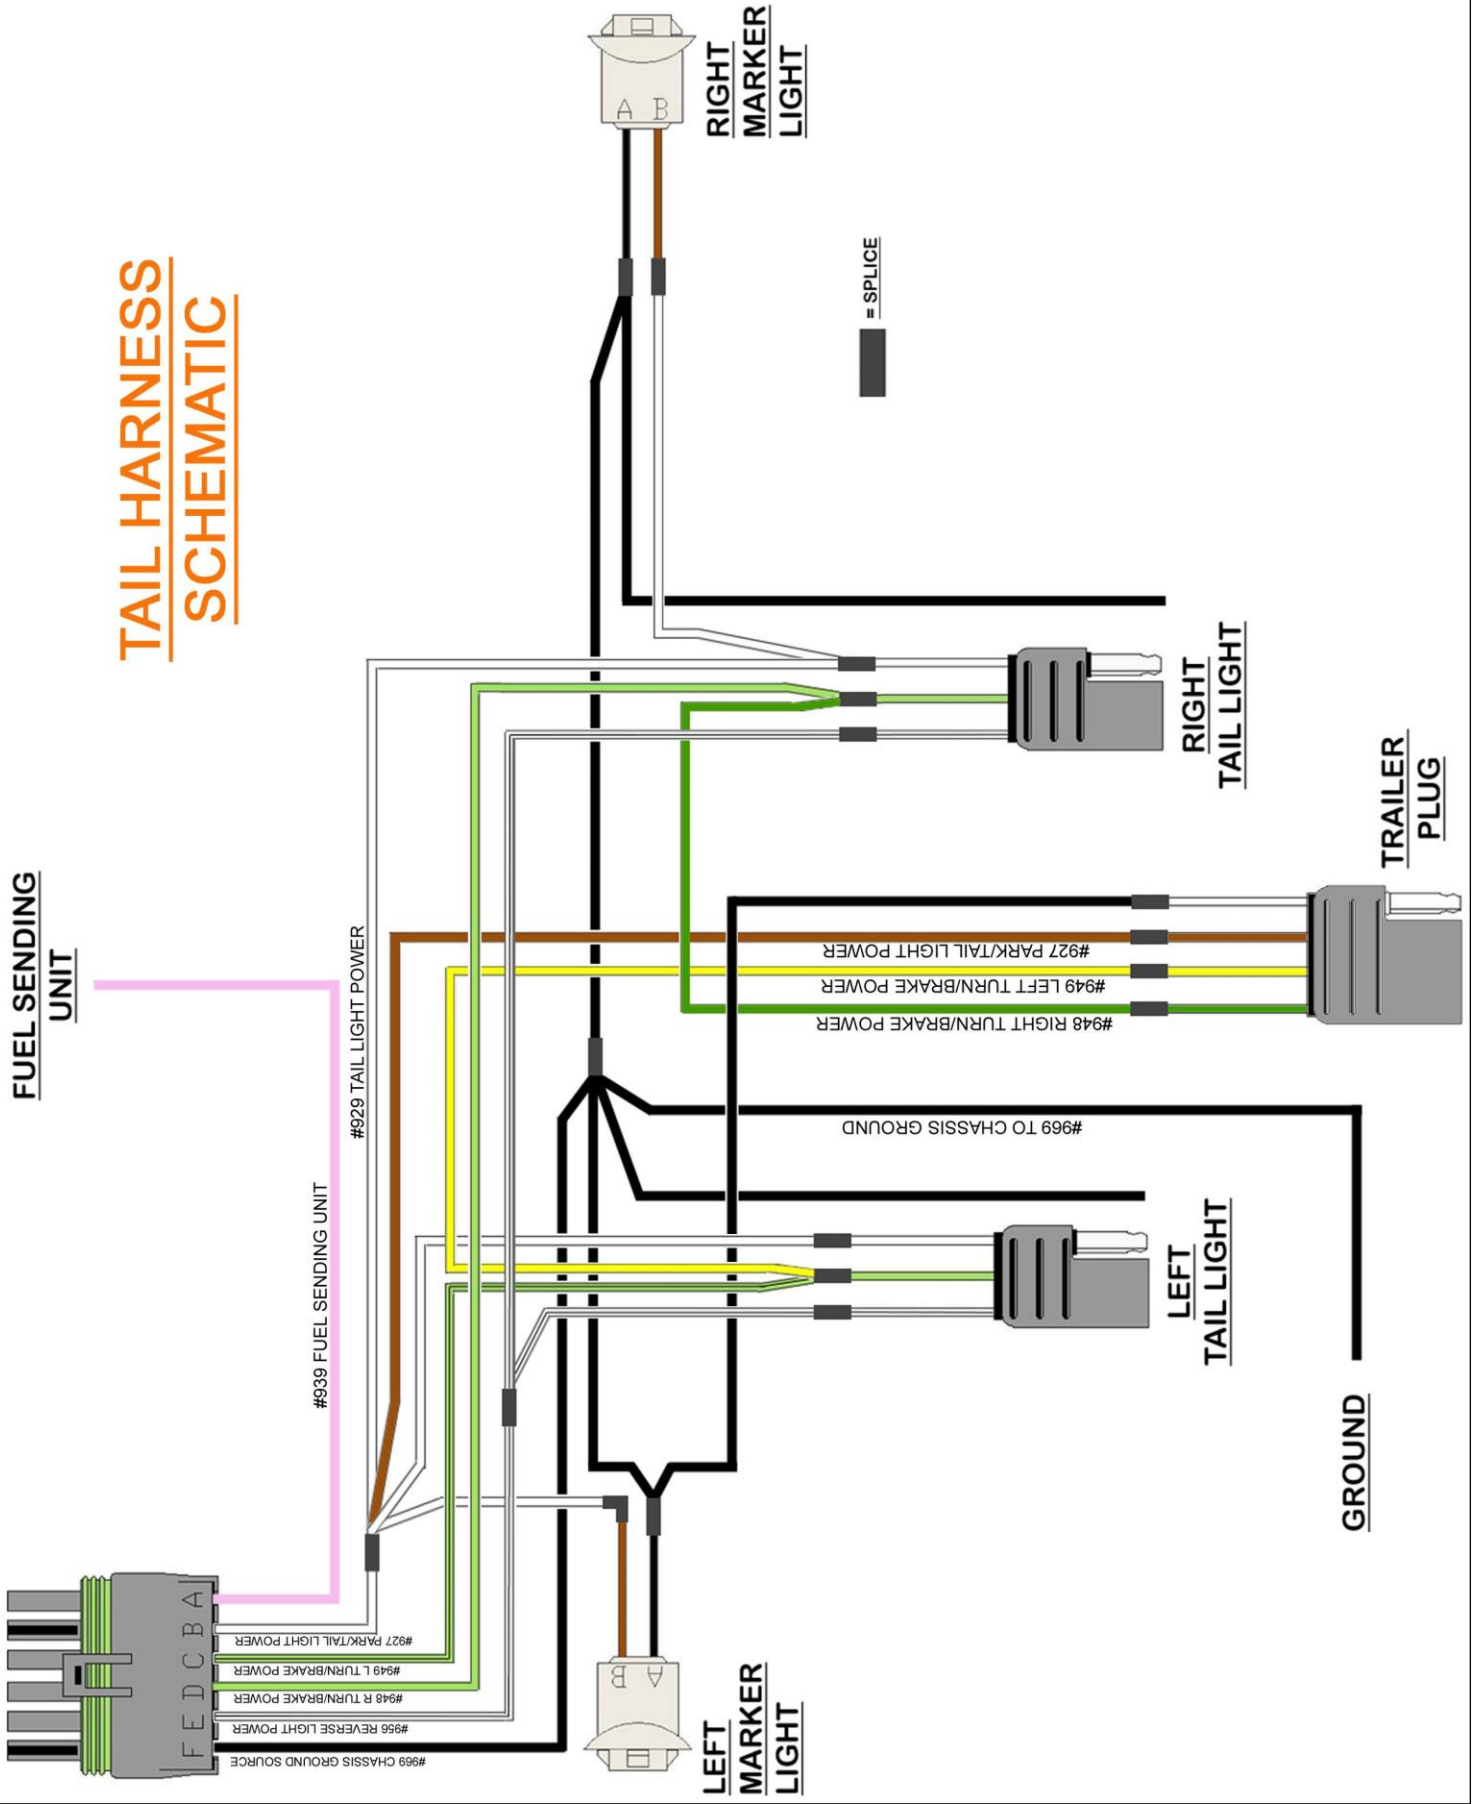 TAIL HARNESS
SCHEMATIC
FUEL SENDING
UNIT
RIGHT
MARKER
LIGHT
A
B
= SPLICE
#929 TAIL LIGHT POWER
#939 FUEL SENDING UNIT
RIGHT
TAIL LIGHT
TRAILER
PLUG
#927 PARK/TAIL LIGHT POWER
#949 LEFT TURN/BRAKE POWER
#948 RIGHT TURN/BRAKE POWER
#969 TO CHASSIS GROUND
LEFT
TAIL LIGHT
GROUND
A
B
C
D
E
F
#927 PARK/TAIL LIGHT POWER
#949 L TURN/BRAKE POWER
#948 R TURN/BRAKE POWER
#956 REVERSE LIGHT POWER
#969 CHASSIS GROUND SOURCE
B
A
LEFT
MARKER
LIGHT